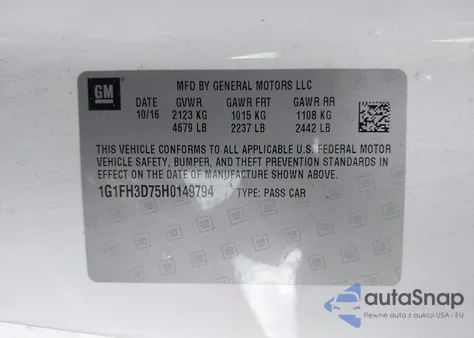 GM
MFD BY GENERAL MOTORS LLC
DATE GVWR GAWR FRT GAWR RR
10/16 2123 KG 1015 KG 1108 KG
4679 LB 2237 LB 2442 LB
THIS VEHICLE CONFORMS TO ALL APPLICABLE U.S. FEDERAL MOTOR
VEHICLE SAFETY, BUMPER, AND THEFT PREVENTION STANDARDS IN
EFFECT ON THE DATE OF MANUFACTURE SHOWN ABOVE.
1G1FH3D75H0149794 TYPE: PASS CAR
autoSnap
Pewne auta z aukcji USA i EU